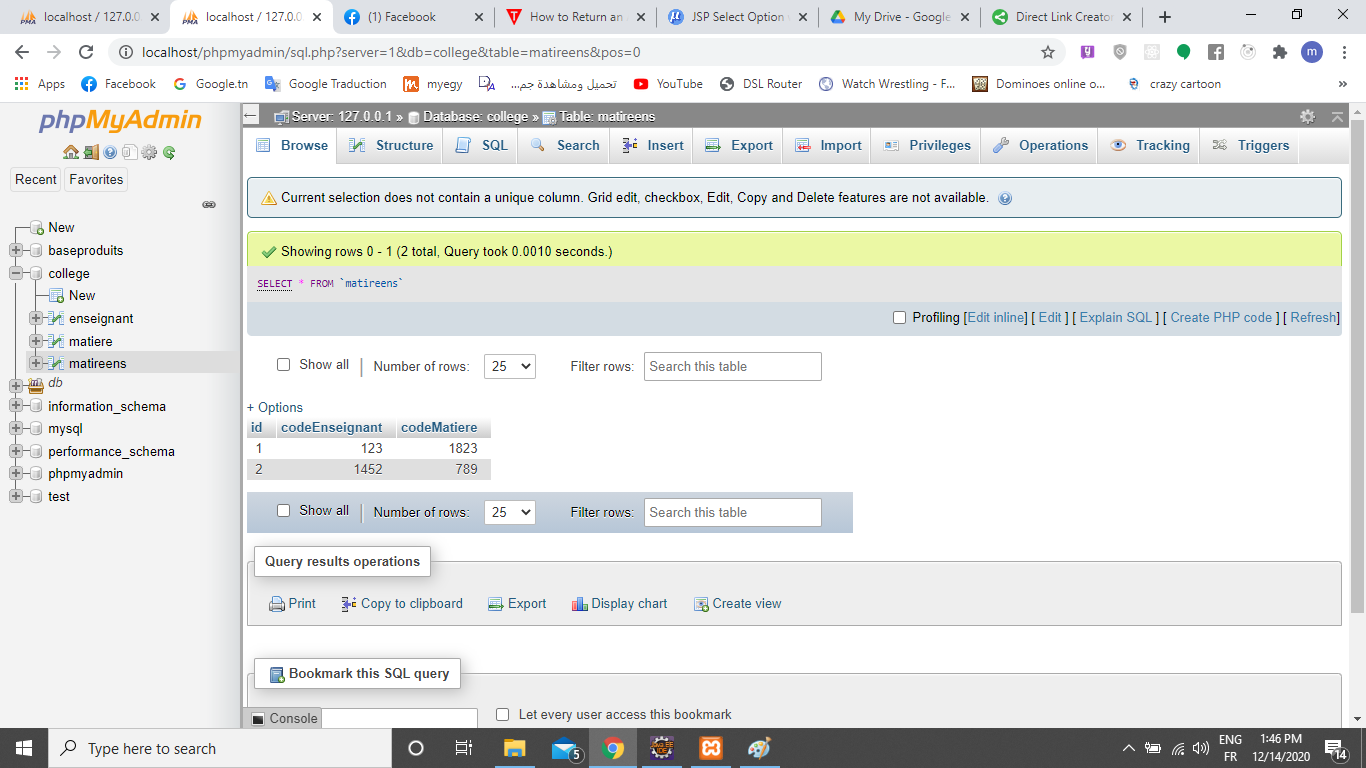 localhost / 127.0.0
localhost / 127.0.0
(1) Facebook
How to Return an
JSP Select Option
My Drive - Google
Direct Link Creator
localhost/phpmyadmin/sql.php?server=1&db=college&table=matireens&pos=0
m
Apps
Facebook
Google.tn
Google Traduction
myegy
تحميل ومشاهدة جم...
YouTube
DSL Router
Watch Wrestling - F...
Dominoes online o...
crazy cartoon
»
phpMyAdmin
Recent
Favorites
New
baseproduits
college
New
enseignant
matiere
matireens
db
information_schema
mysql
performance_schema
phpmyadmin
test
Server: 127.0.0.1 » Database: college » Table: matireens
Browse
Structure
SQL
Search
Insert
Export
Import
Privileges
Operations
Tracking
Triggers
Current selection does not contain a unique column. Grid edit, checkbox, Edit, Copy and Delete features are not available.
Showing rows 0 - 1 (2 total, Query took 0.0010 seconds.)
SELECT * FROM `matireens`
Profiling [Edit inline] [ Edit ] [ Explain SQL ] [ Create PHP code ] [ Refresh]
Show all
Number of rows: 25
Filter rows: Search this table
+ Options
id codeEnseignant codeMatiere
1 123 1823
2 1452 789
Show all
Number of rows: 25
Filter rows: Search this table
Query results operations
Print
Copy to clipboard
Export
Display chart
Create view
Bookmark this SQL query
Console
Let every user access this bookmark
Type here to search
5
ENG
FR
1:46 PM
12/14/2020
14